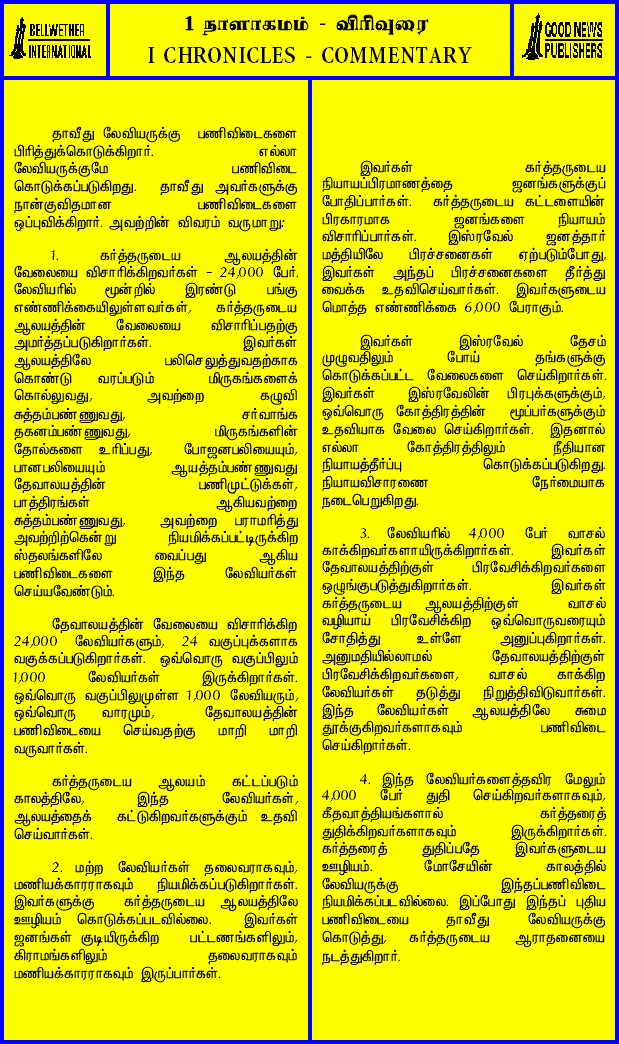 BELLWETHER
INTERNATIONAL
1 நாளாகமம் - விரிவுரை
I CHRONICLES - COMMENTARY
GOOD NEWS
PUBLISHERS
தாவீது லேவியருக்கு பணிவிடைகளை
பிரித்துக்கொடுக்கிறார். எல்லா
லேவியருக்குமே பணிவிடை
கொடுக்கப்படுகிறது. தாவீது அவர்களுக்கு
நான்குவிதமான பணிவிடைகளை
ஒப்புவிக்கிறார். அவற்றின் விவரம் வருமாறு:
1. கர்த்தருடைய ஆலயத்தின்
வேலையை விசாரிக்கிறவர்கள் - 24,000 பேர்.
லேவியரில் மூன்றில் இரண்டு பங்கு
எண்ணிக்கையிலுள்ளவர்கள், கர்த்தருடைய
ஆலயத்தின் வேலையை விசாரிப்பதற்கு
அமர்த்தப்படுகிறார்கள். இவர்கள்
ஆலயத்திலே பலிசெலுத்துவதற்காக
கொண்டு வரப்படும் மிருகங்களைக்
கொல்லுவது, அவற்றை கழுவி
சுத்தம்பண்ணுவது, சர்வாங்க
தகனம்பண்ணுவது, மிருகங்களின்
தோல்களை உரிப்பது, போஜனபலியையும்,
பானபலியையும் ஆயத்தம்பண்ணுவது
தேவாலயத்தின் பணிமுட்டுக்கள்,
பாத்திரங்கள் ஆகியவற்றை
சுத்தம்பண்ணுவது, அவற்றை பராமரித்து
அவற்றிற்கென்று நியமிக்கப்பட்டிருக்கிற
ஸ்தலங்களிலே வைப்பது ஆகிய
பணிவிடைகளை இந்த லேவியர்கள்
செய்யவேண்டும்.
தேவாலயத்தின் வேலையை விசாரிக்கிற
24,000 லேவியர்களும், 24 வகுப்புக்களாக
வகுக்கப்படுகிறார்கள். ஒவ்வொரு வகுப்பிலும்
1,000 லேவியர்கள் இருக்கிறார்கள்.
ஒவ்வொரு வகுப்பிலுமுள்ள 1,000 லேவியரும்,
ஒவ்வொரு வாரமும், தேவாலயத்தின்
பணிவிடையை செய்வதற்கு மாறி மாறி
வருவார்கள்.
கர்த்தருடைய ஆலயம் கட்டப்படும்
காலத்திலே, இந்த லேவியர்கள்,
ஆலயத்தைக் கட்டுகிறவர்களுக்கும் உதவி
செய்வார்கள்.
2. மற்ற லேவியர்கள் தலைவராகவும்,
மணியக்காரராகவும் நியமிக்கப்படுகிறார்கள்.
இவர்களுக்கு கர்த்தருடைய ஆலயத்திலே
ஊழியம் கொடுக்கப்படவில்லை. இவர்கள்
ஜனங்கள் குடியிருக்கிற பட்டணங்களிலும்,
கிராமங்களிலும் தலைவராகவும்
மணியக்காரராகவும் இருப்பார்கள்.
இவர்கள் கர்த்தருடைய
நியாயப்பிரமாணத்தை ஜனங்களுக்குப்
போதிப்பார்கள். கர்த்தருடைய கட்டளையின்
பிரகாரமாக ஜனங்களை நியாயம்
விசாரிப்பார்கள். இஸ்ரவேல் ஜனத்தார்
மத்தியிலே பிரச்சனைகள் ஏற்படும்போது,
இவர்கள் அந்தப் பிரச்சனைகளை தீர்த்து
வைக்க உதவிசெய்வார்கள். இவர்களுடைய
மொத்த எண்ணிக்கை 6,000 பேராகும்.
இவர்கள் இஸ்ரவேல் தேசம்
முழுவதிலும் போய் தங்களுக்கு
கொடுக்கப்பட்ட வேலைகளை செய்கிறார்கள்.
இவர்கள் இஸ்ரவேலின் பிரபுக்களுக்கும்,
ஒவ்வொரு கோத்திரத்தின் மூப்பர்களுக்கும்
உதவியாக வேலை செய்கிறார்கள். இதனால்
எல்லா கோத்திரத்திலும் நீதியான
நியாயத்தீர்ப்பு கொடுக்கப்படுகிறது.
நியாயவிசாரணை நேர்மையாக
நடைபெறுகிறது.
3. லேவியரில் 4,000 பேர் வாசல்
காக்கிறவர்களாயிருக்கிறார்கள். இவர்கள்
தேவாலயத்திற்குள் பிரவேசிக்கிறவர்களை
ஒழுங்குபடுத்துகிறார்கள். இவர்கள்
கர்த்தருடைய ஆலயத்திற்குள் வாசல்
வழியாய் பிரவேசிக்கிற ஒவ்வொருவரையும்
சோதித்து உள்ளே அனுப்புகிறார்கள்.
அனுமதியில்லாமல் தேவாலயத்திற்குள்
பிரவேசிக்கிறவர்களை, வாசல் காக்கிற
லேவியர்கள் தடுத்து நிறுத்திவிடுவார்கள்.
இந்த லேவியர்கள் ஆலயத்திலே சுமை
தூக்குகிறவர்களாகவும் பணிவிடை
செய்கிறார்கள்.
4. இந்த லேவியர்களைத்தவிர மேலும்
4,000 பேர் துதி செய்கிறவர்களாகவும்,
கீதவாத்தியங்களால் கர்த்தரைத்
துதிக்கிறவர்களாகவும் இருக்கிறார்கள்.
கர்த்தரைத் துதிப்பதே இவர்களுடைய
ஊழியம். மோசேயின் காலத்தில்
லேவியருக்கு இந்தப்பணிவிடை
நியமிக்கப்படவில்லை. இப்போது இந்தப் புதிய
பணிவிடையை தாவீது லேவியருக்கு
கொடுத்து, கர்த்தருடைய ஆராதனையை
நடத்துகிறார்.